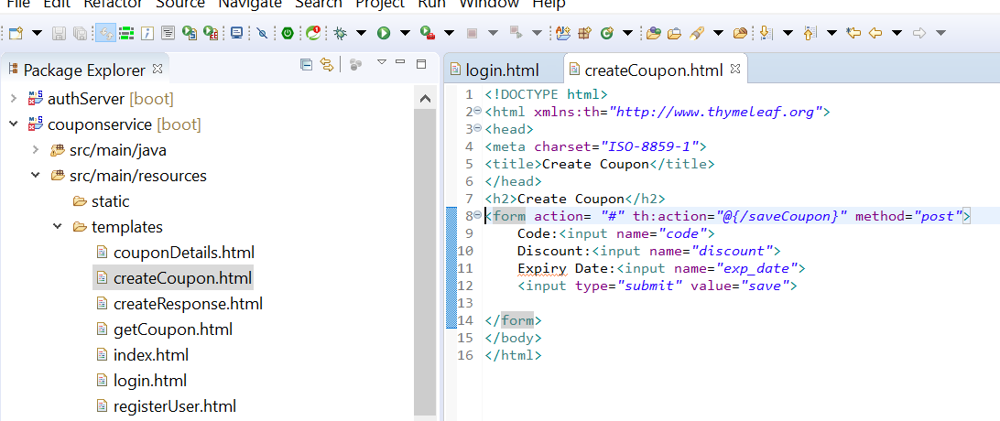 File Edit Refactor Source Navigate Search Project Run Window Help
Package Explorer
authServer [boot]
couponservice [boot]
src/main/java
src/main/resources
static
templates
couponDetails.html
createCoupon.html
createResponse.html
getCoupon.html
index.html
login.html
registerUser.html
login.html createCoupon.html
1 <!DOCTYPE html>
2 <html xmlns:th="http://www.thymeleaf.org">
3 <head>
4 <meta charset="ISO-8859-1">
5 <title>Create Coupon</title>
6 </head>
7 <h2>Create Coupon</h2>
8 <form action= "#" th:action="@{/saveCoupon}" method="post">
9 Code:<input name="code">
10 Discount:<input name="discount">
11 Expiry Date:<input name="exp_date">
12 <input type="submit" value="save">
13
14 </form>
15 </body>
16 </html>